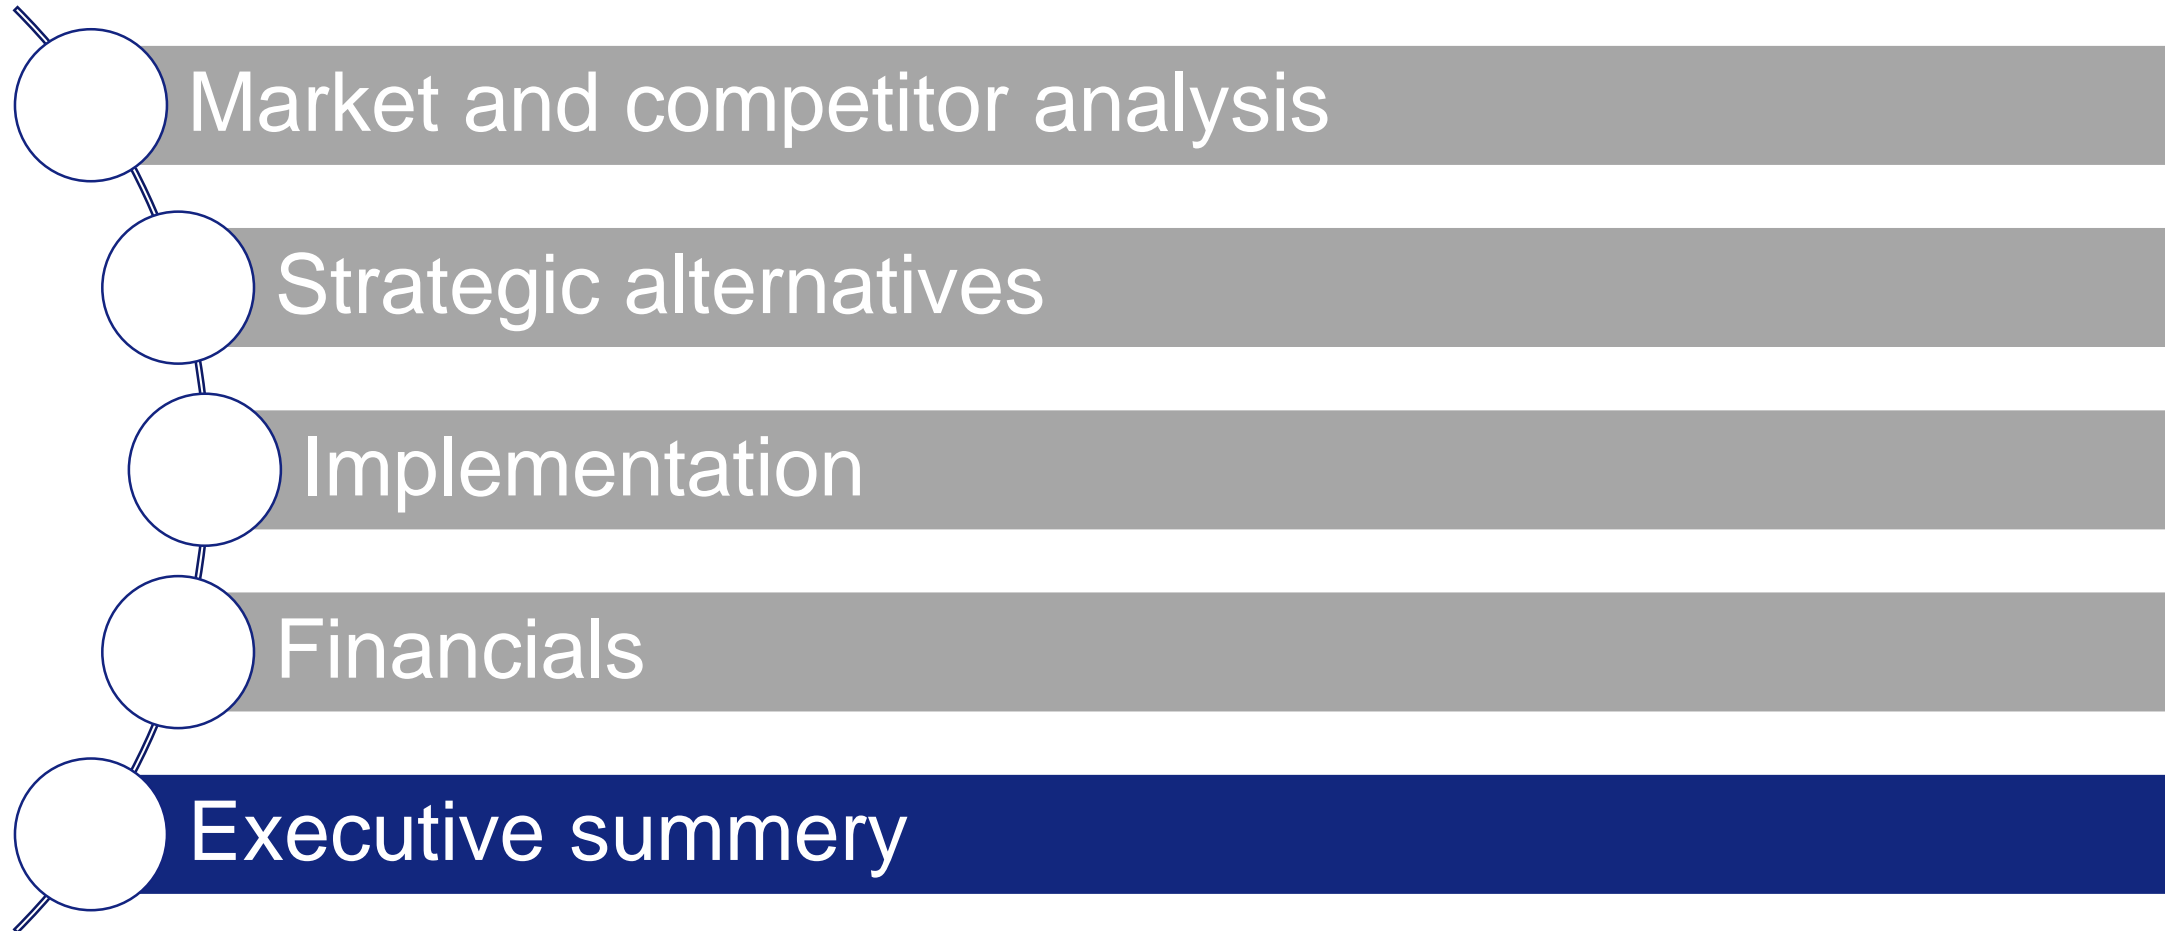 Market and competitor analysis
Strategic alternatives
Implementation
Financials
Executive summery